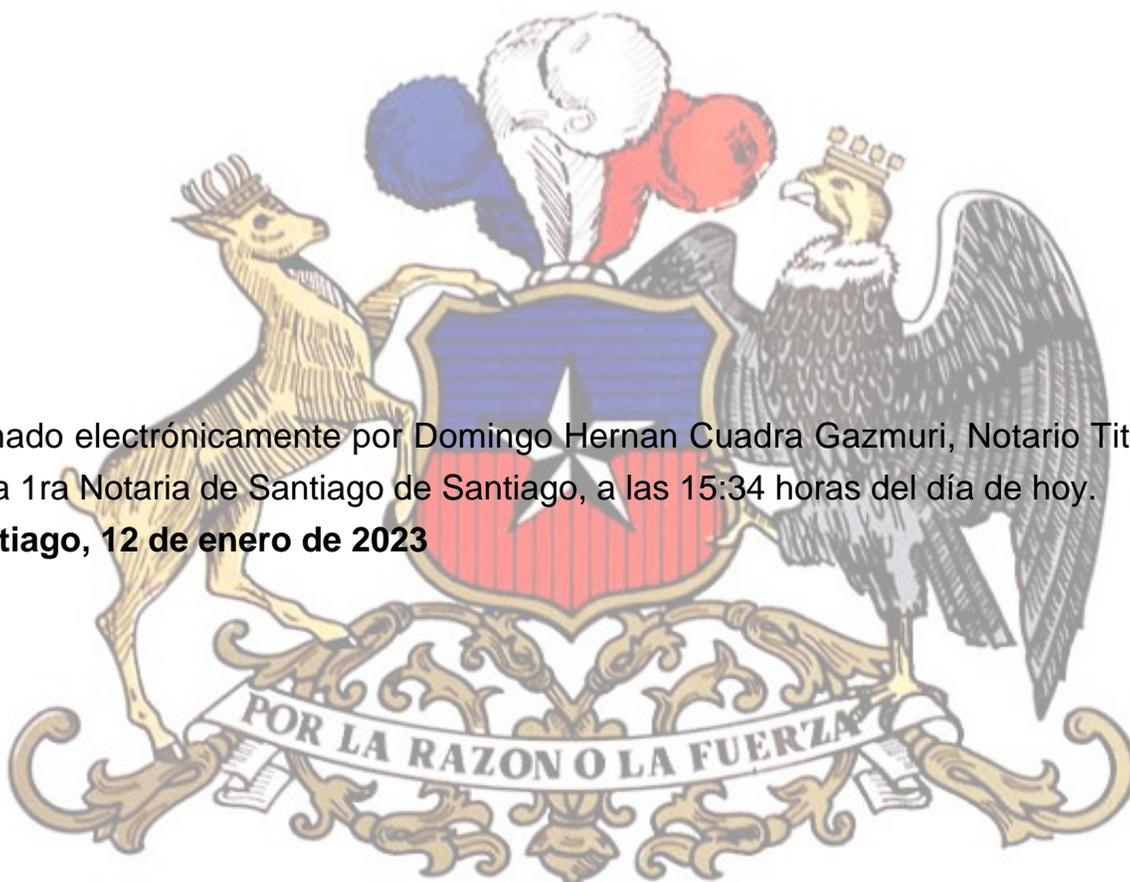 nado electrónicamente por Domingo Hernan Cuadra Gazmuri, Notario Tit
a 1ra Notaria de Santiago de Santiago, a las 15:34 horas del día de hoy.
tiago, 12 de enero de 2023
POR LA RAZON O LA FUERZA